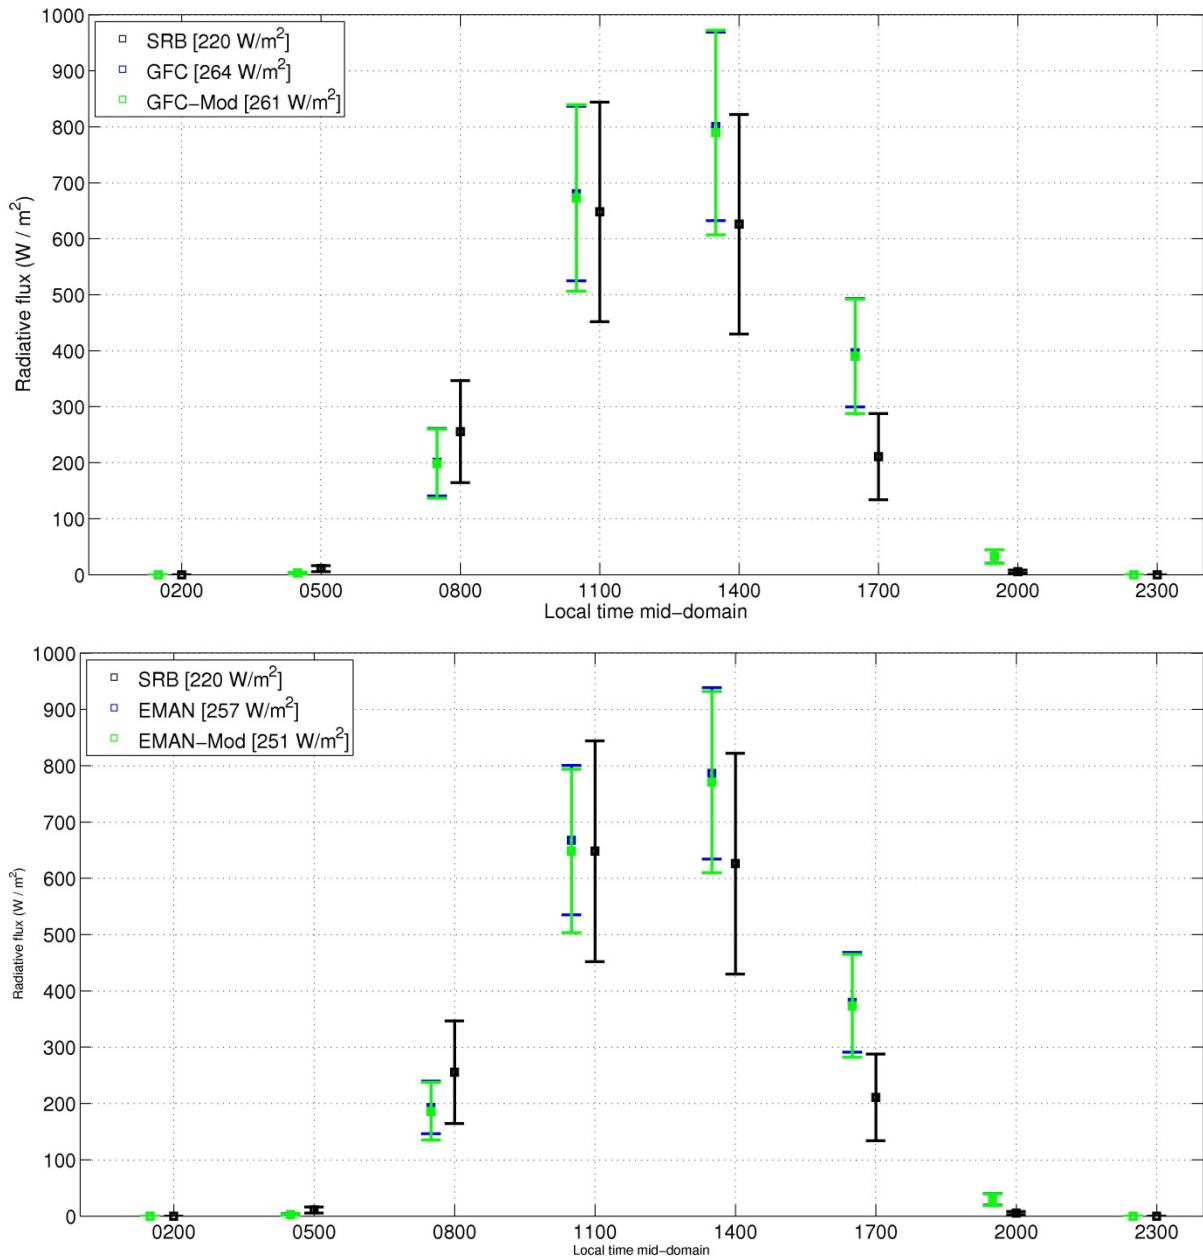 1000
900
800
700
600
500
400
300
200
100
0
Radiative flux (W / m²)
SRB [220 W/m²]
GFC [264 W/m²]
GFC−Mod [261 W/m²]
0200 0500 0800 1100 1400 1700 2000 2300
Local time mid−domain
1000
900
800
700
600
500
400
300
200
100
0
Radiative flux (W / m²)
SRB [220 W/m²]
EMAN [257 W/m²]
EMAN−Mod [251 W/m²]
0200 0500 0800 1100 1400 1700 2000 2300
Local time mid−domain